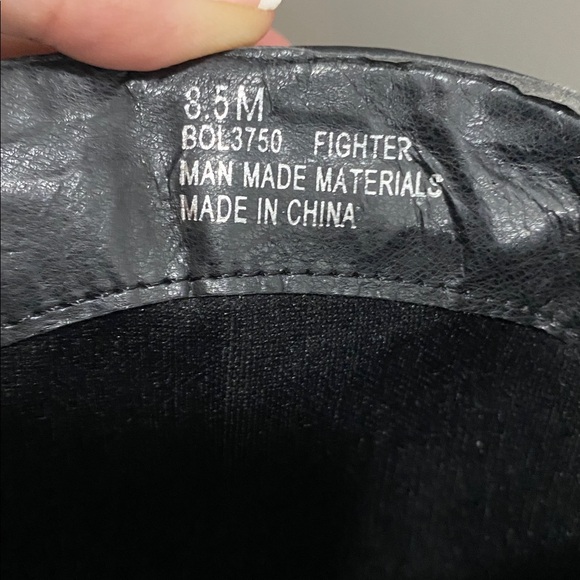 8.5M
BOL3750 FIGHTER
MAN MADE MATERIALS
MADE IN CHINA